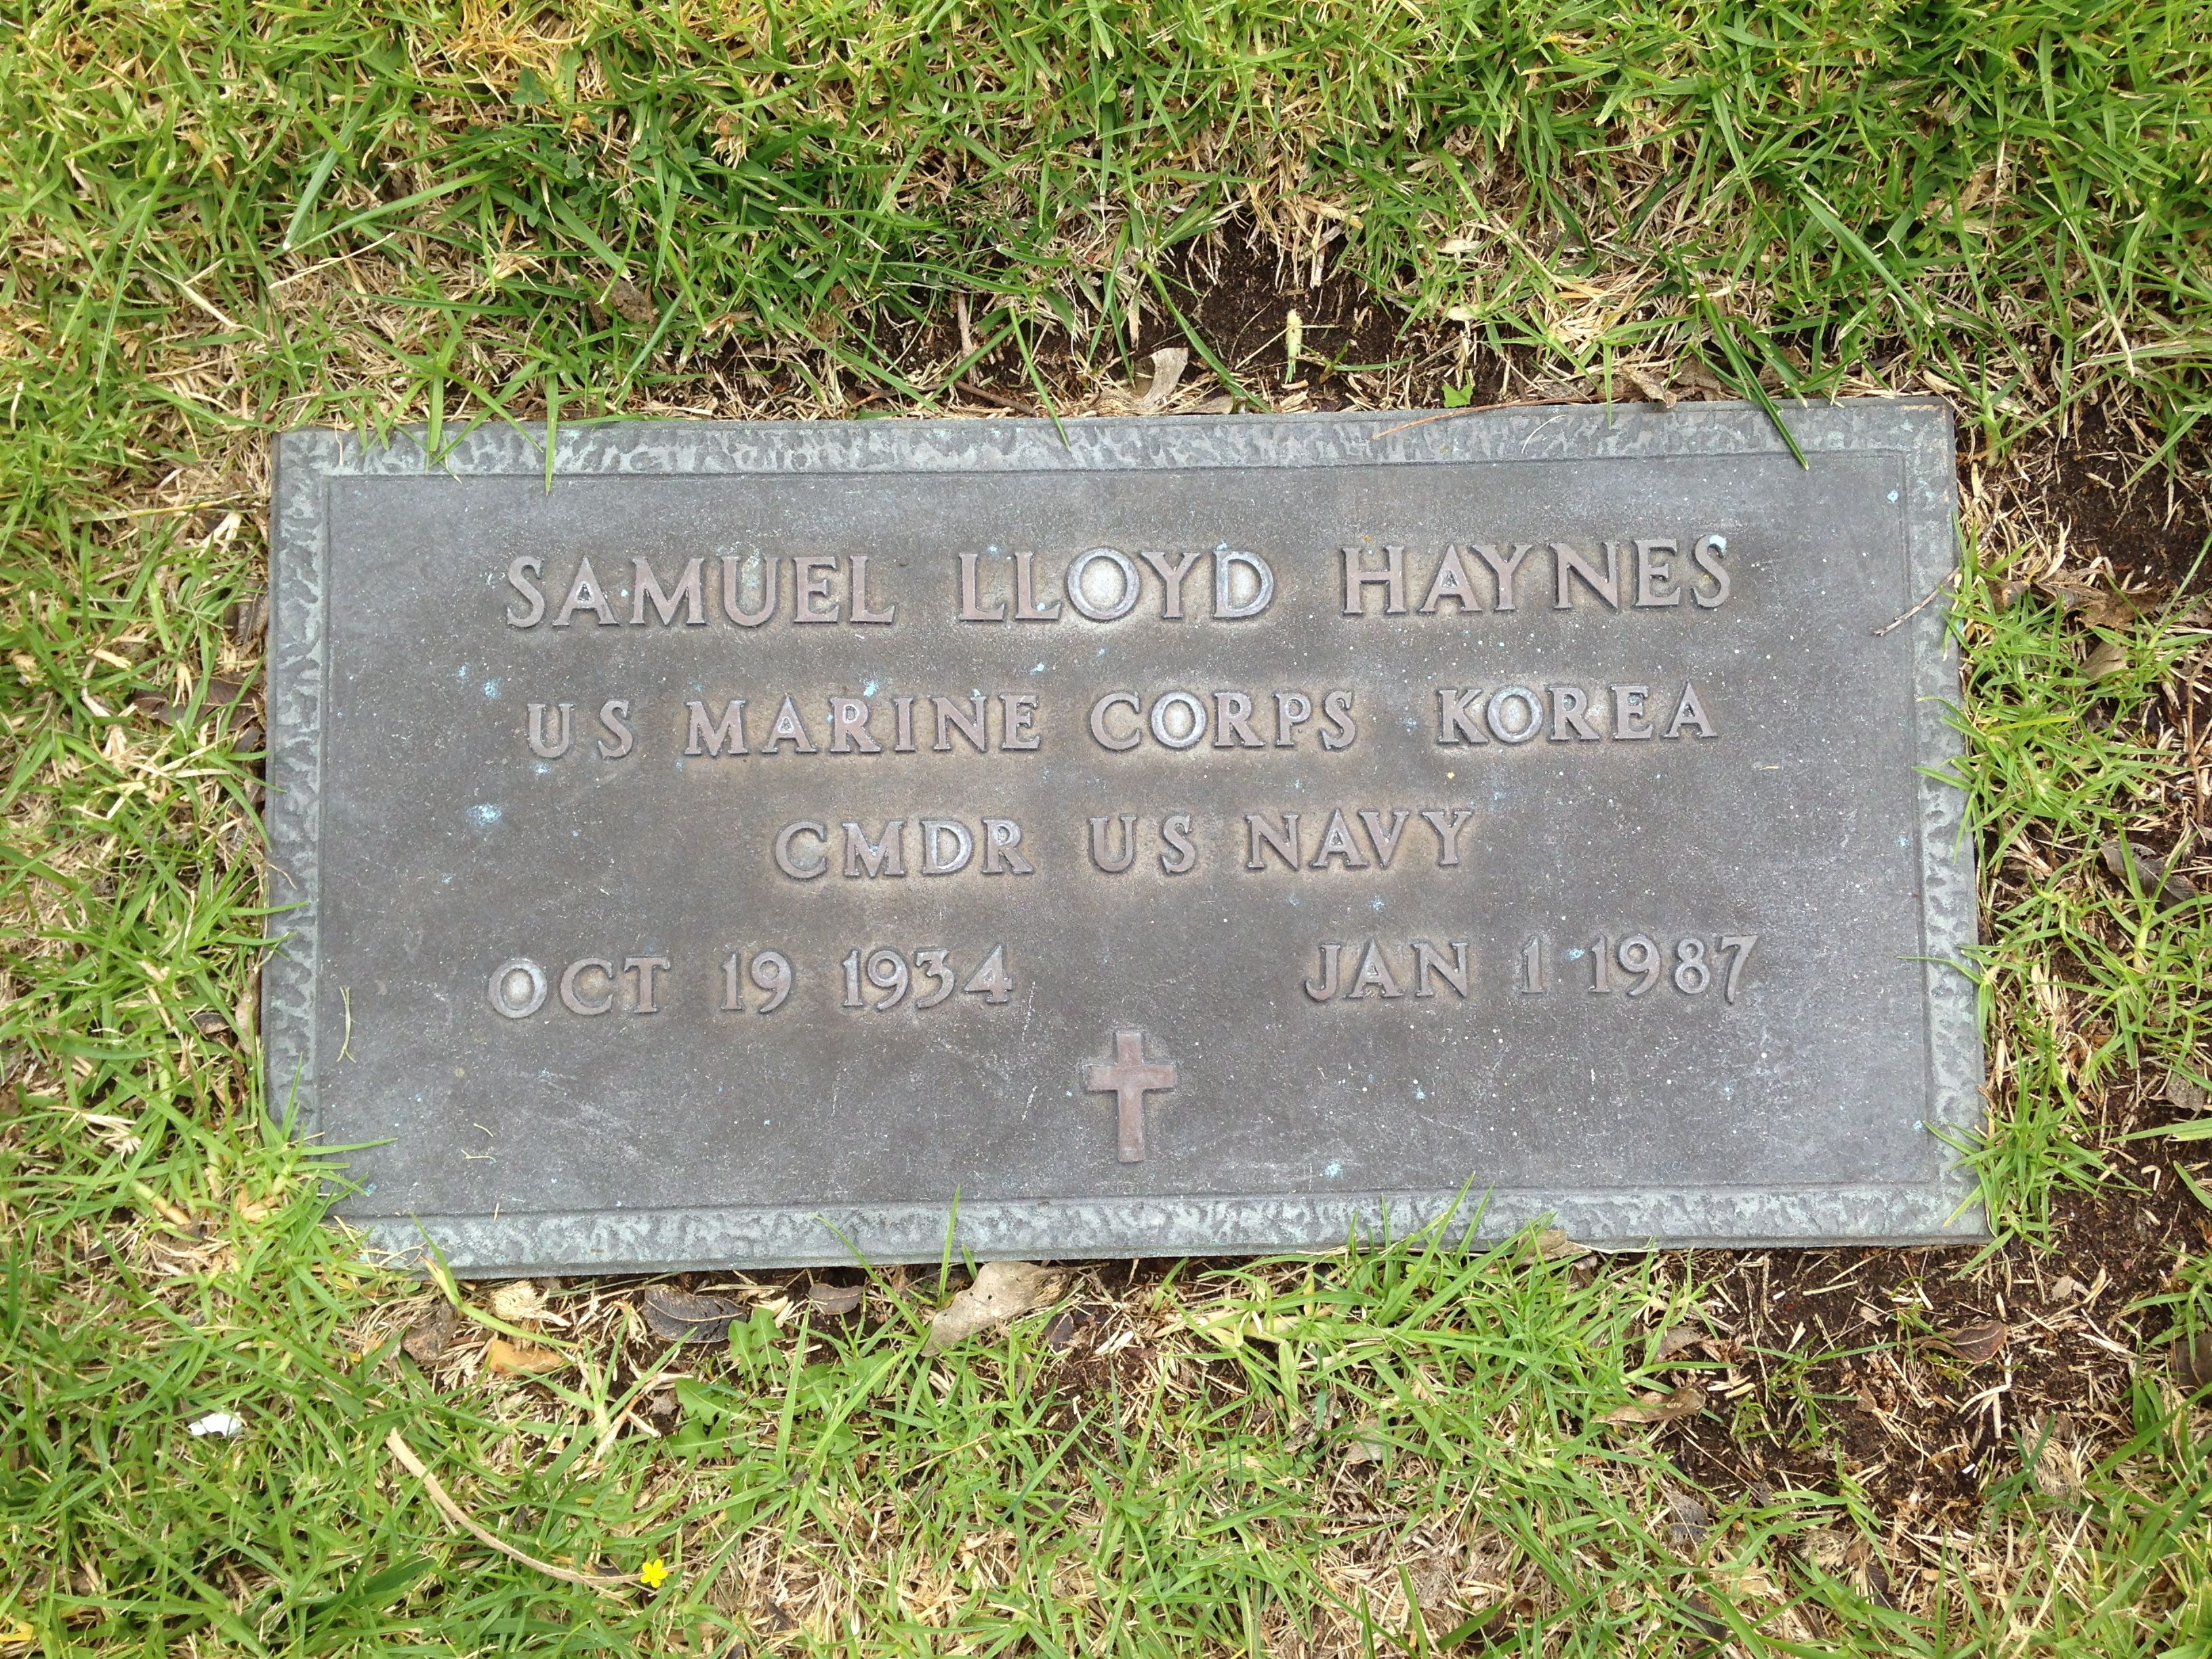 SAMUEL LLOYD HAYNES
US MARINE CORPS KOREA
CMDR US NAVY
OCT 19 1934 JAN 1 1987